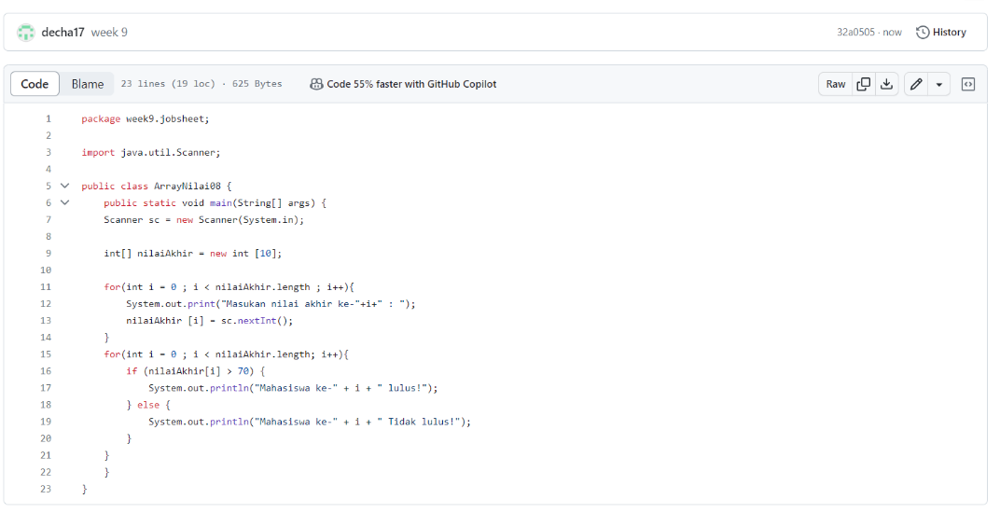 decha17 week 9 32a0505 · now History
Code Blame 23 lines (19 loc) · 625 Bytes Code 55% faster with GitHub Copilot Raw
1 package week9.jobsheet;
2
3 import java.util.Scanner;
4
5 public class ArrayNilai08 {
6 public static void main(String[] args) {
7 Scanner sc = new Scanner(System.in);
8
9 int[] nilaiAkhir = new int [10];
10
11 for(int i = 0 ; i < nilaiAkhir.length ; i++){
12 System.out.print("Masukan nilai akhir ke-"+i+" : ");
13 nilaiAkhir [i] = sc.nextInt();
14 }
15 for(int i = 0 ; i < nilaiAkhir.length; i++){
16 if (nilaiAkhir[i] > 70) {
17 System.out.println("Mahasiswa ke-" + i + " lulus!");
18 } else {
19 System.out.println("Mahasiswa ke-" + i + " Tidak lulus!");
20 }
21 }
22 }
23 }